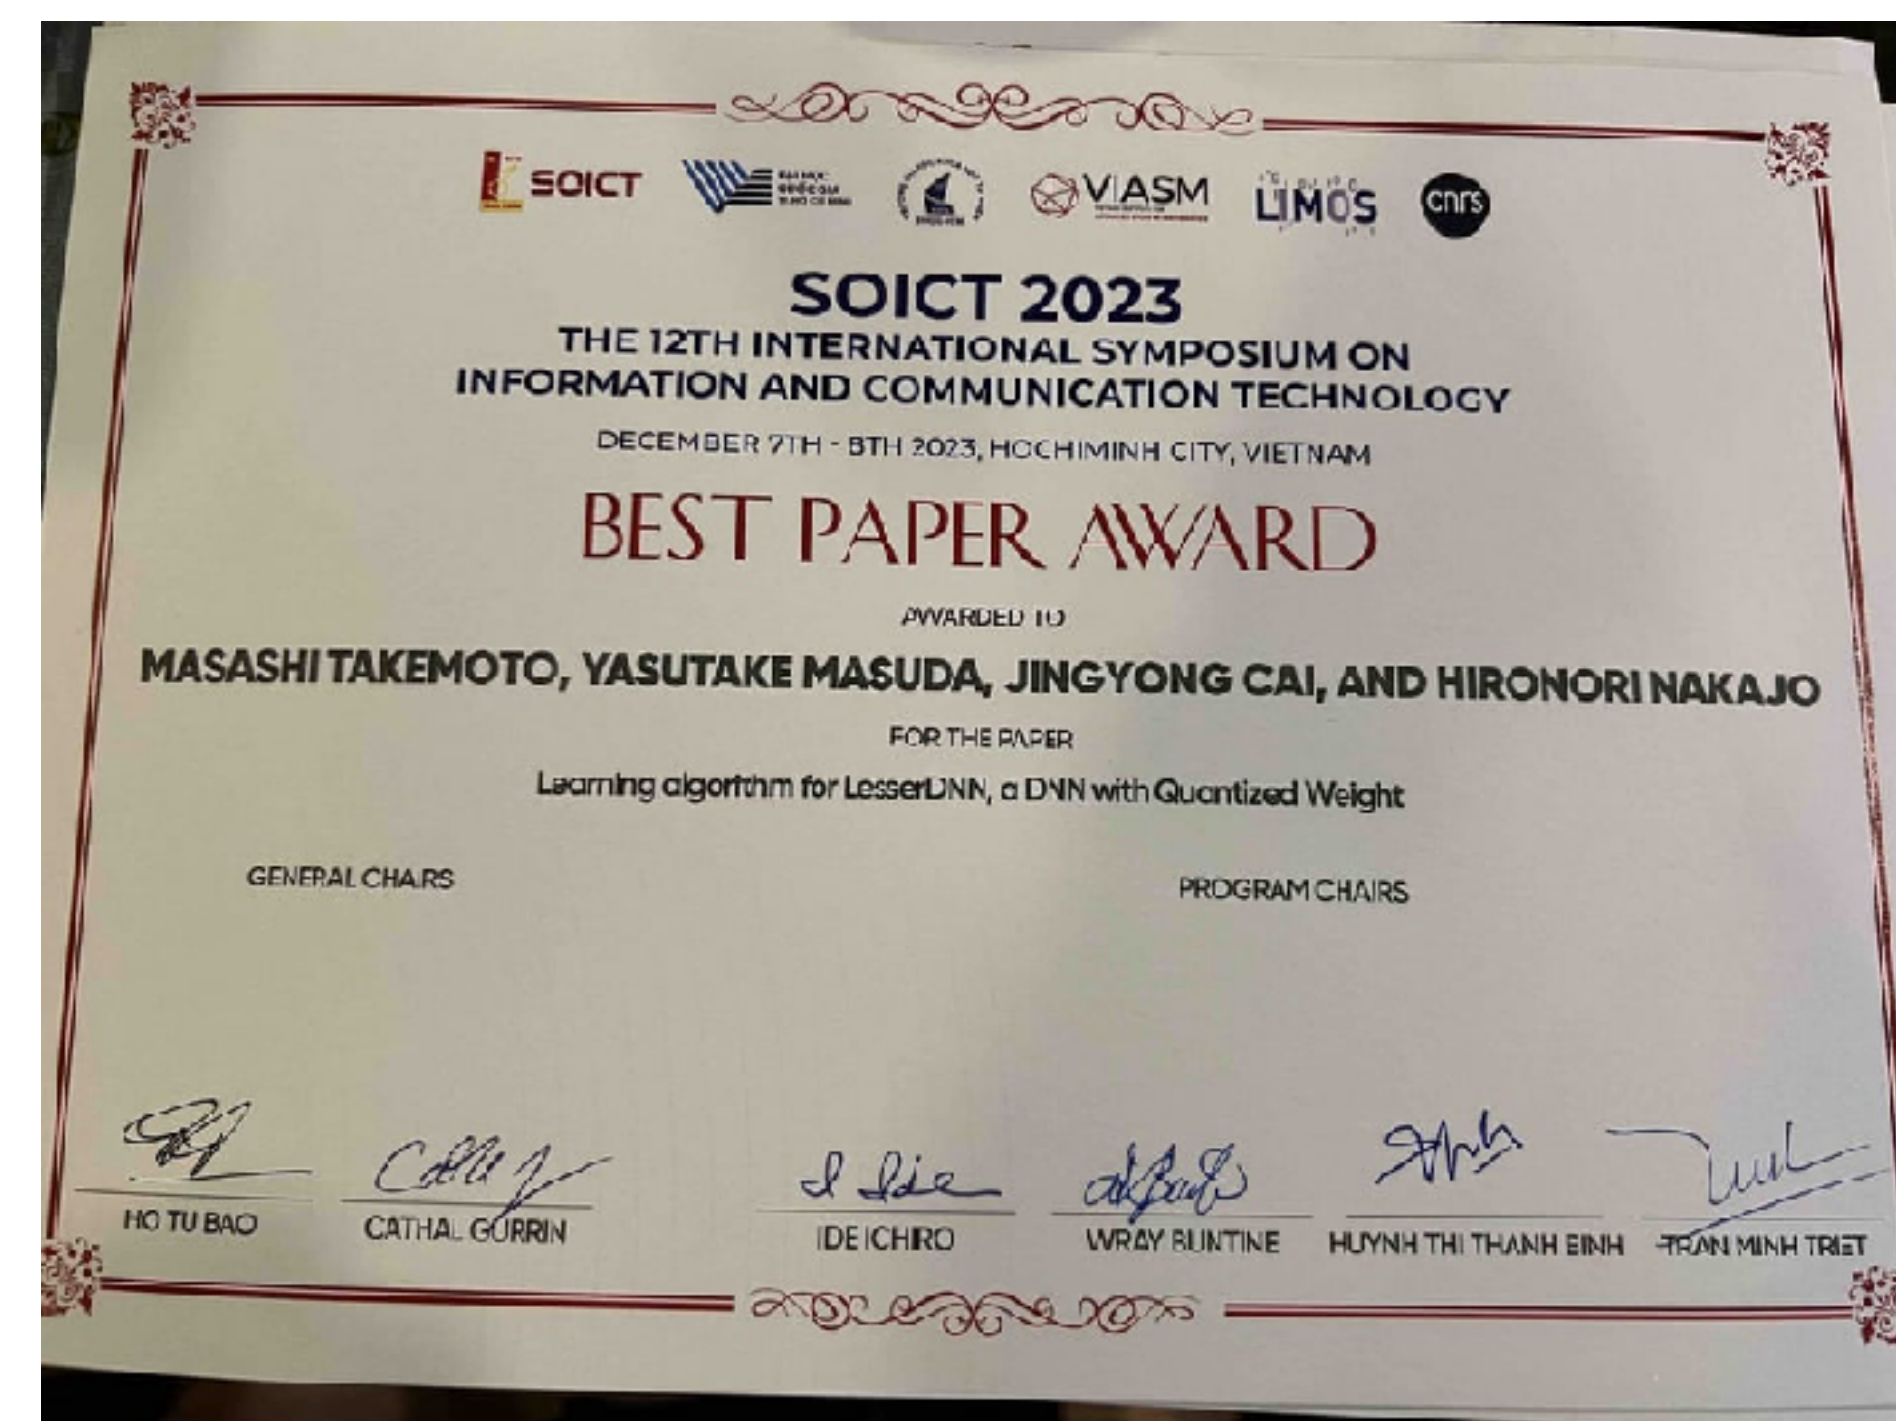 SOICT
VIASM
LIMOS
cnrs
SOICT 2023
THE 12TH INTERNATIONAL SYMPOSIUM ON
INFORMATION AND COMMUNICATION TECHNOLOGY
DECEMBER 7TH - 8TH 2023, HOCHIMINH CITY, VIETNAM
BEST PAPER AWARD
AWARDED TO
MASASHI TAKEMOTO, YASUTAKE MASUDA, JINGYONG CAI, AND HIRONORI NAKAJO
FOR THE PAPER
Learning algorithm for LesserDNN, a DNN with Quantized Weight
GENERAL CHAIRS
PROGRAM CHAIRS
HO TU BAO
CATHAL GURRIN
IDE ICHIRO
WRAY BUNTINE
HUYNH THI THANH BINH
TRAN MINH TRIET